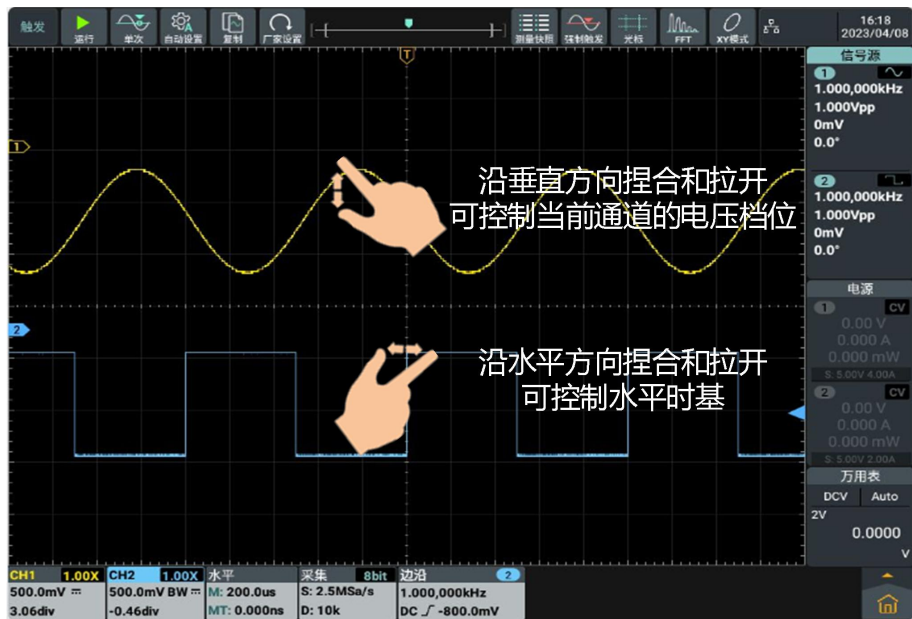 触发
运行
单次
自动设置
复制
厂家设置
测量快照
强制触发
光标
FFT
XY模式
16:18
2023/04/08
T
1
2
沿垂直方向捏合和拉开
可控制当前通道的电压档位
沿水平方向捏合和拉开
可控制水平时基
信号源
1
1.000,000kHz
1.000Vpp
0mV
0.0°
2
1.000,000kHz
1.000Vpp
0mV
0.0°
电源
1 CV
0.00 V
0.000 A
0.000 mW
S: 5.00V 4.00A
2 CV
0.00 V
0.000 A
0.000 mW
S: 5.00V 2.00A
万用表
DCV Auto
2V
0.0000
V
CH1 1.00X
500.0mV
3.06div
CH2 1.00X
500.0mV BW
-0.46div
水平
M: 200.0us
MT: 0.000ns
采集 8bit
S: 2.5MSa/s
D: 10k
边沿 2
1.000,000kHz
DC -800.0mV